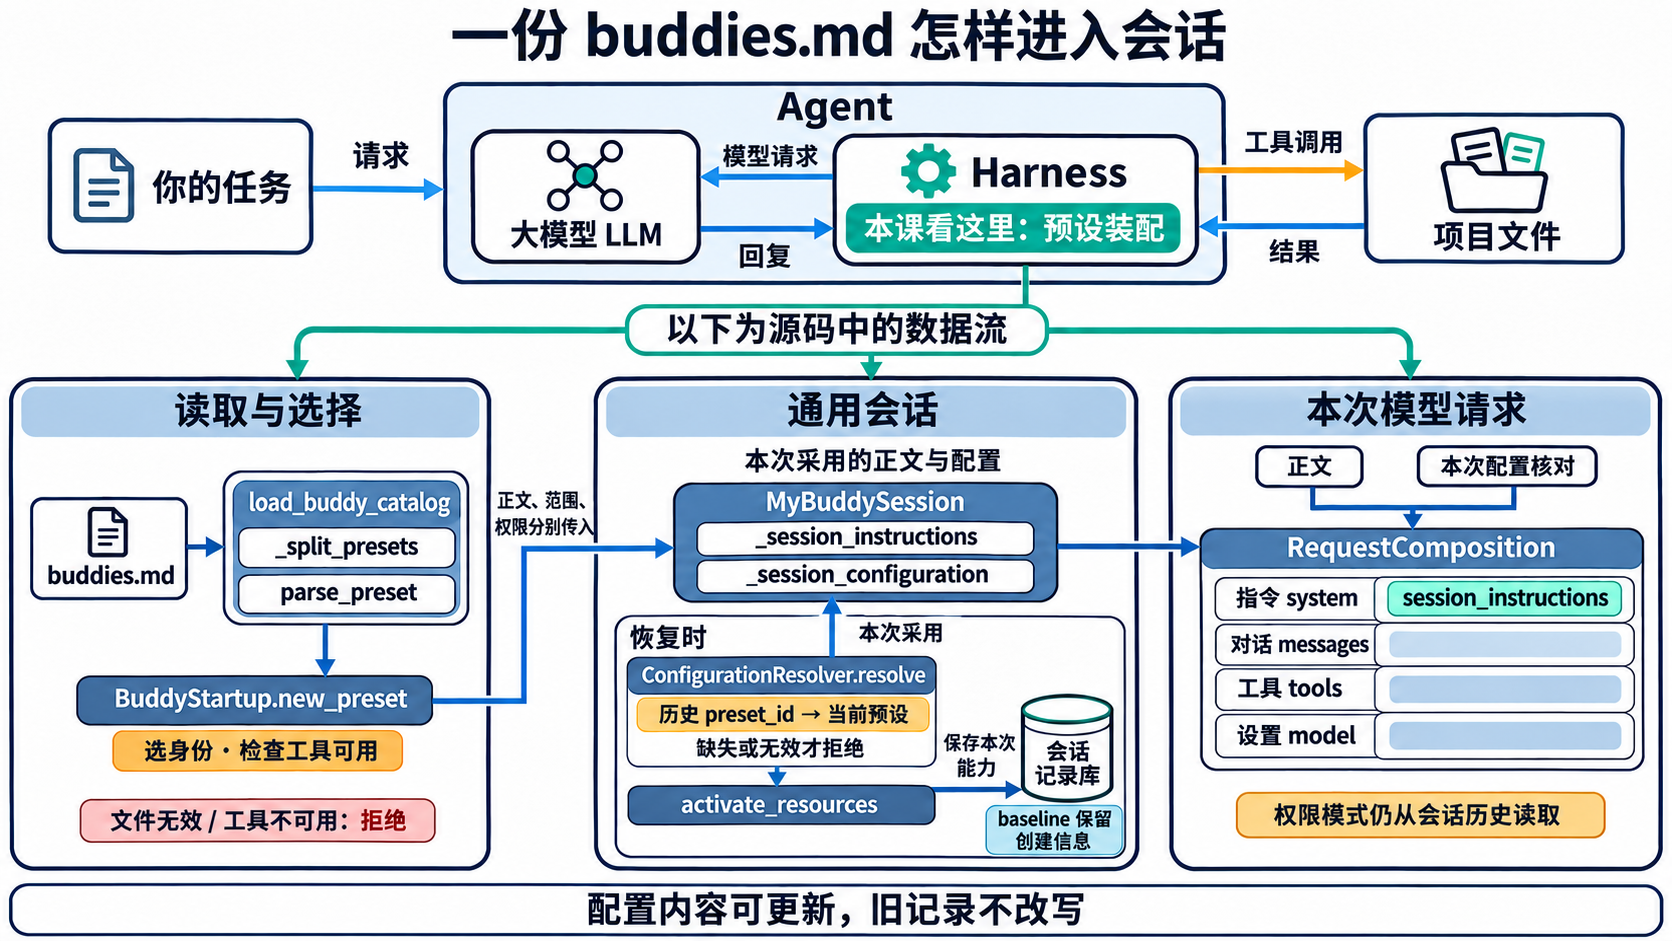 一份 buddies.md 怎样进入会话
Agent
你的任务
请求
大模型 LLM
模型请求
回复
Harness
本课看这里：预设装配
工具调用
结果
项目文件
以下为源码中的数据流
读取与选择
buddies.md
load_buddy_catalog
_split_presets
parse_preset
BuddyStartup.new_preset
选身份・检查工具可用
文件无效 / 工具不可用：拒绝
正文、范围、
权限分别传入
通用会话
本次采用的正文与配置
MyBuddySession
_session_instructions
_session_configuration
恢复时
本次采用
ConfigurationResolver.resolve
历史 preset_id → 当前预设
缺失或无效才拒绝
activate_resources
保存本次
能力
会话
记录库
baseline 保留
创建信息
本次模型请求
正文
本次配置核对
RequestComposition
指令 system
session_instructions
对话 messages
工具 tools
设置 model
权限模式仍从会话历史读取
配置内容可更新，旧记录不改写